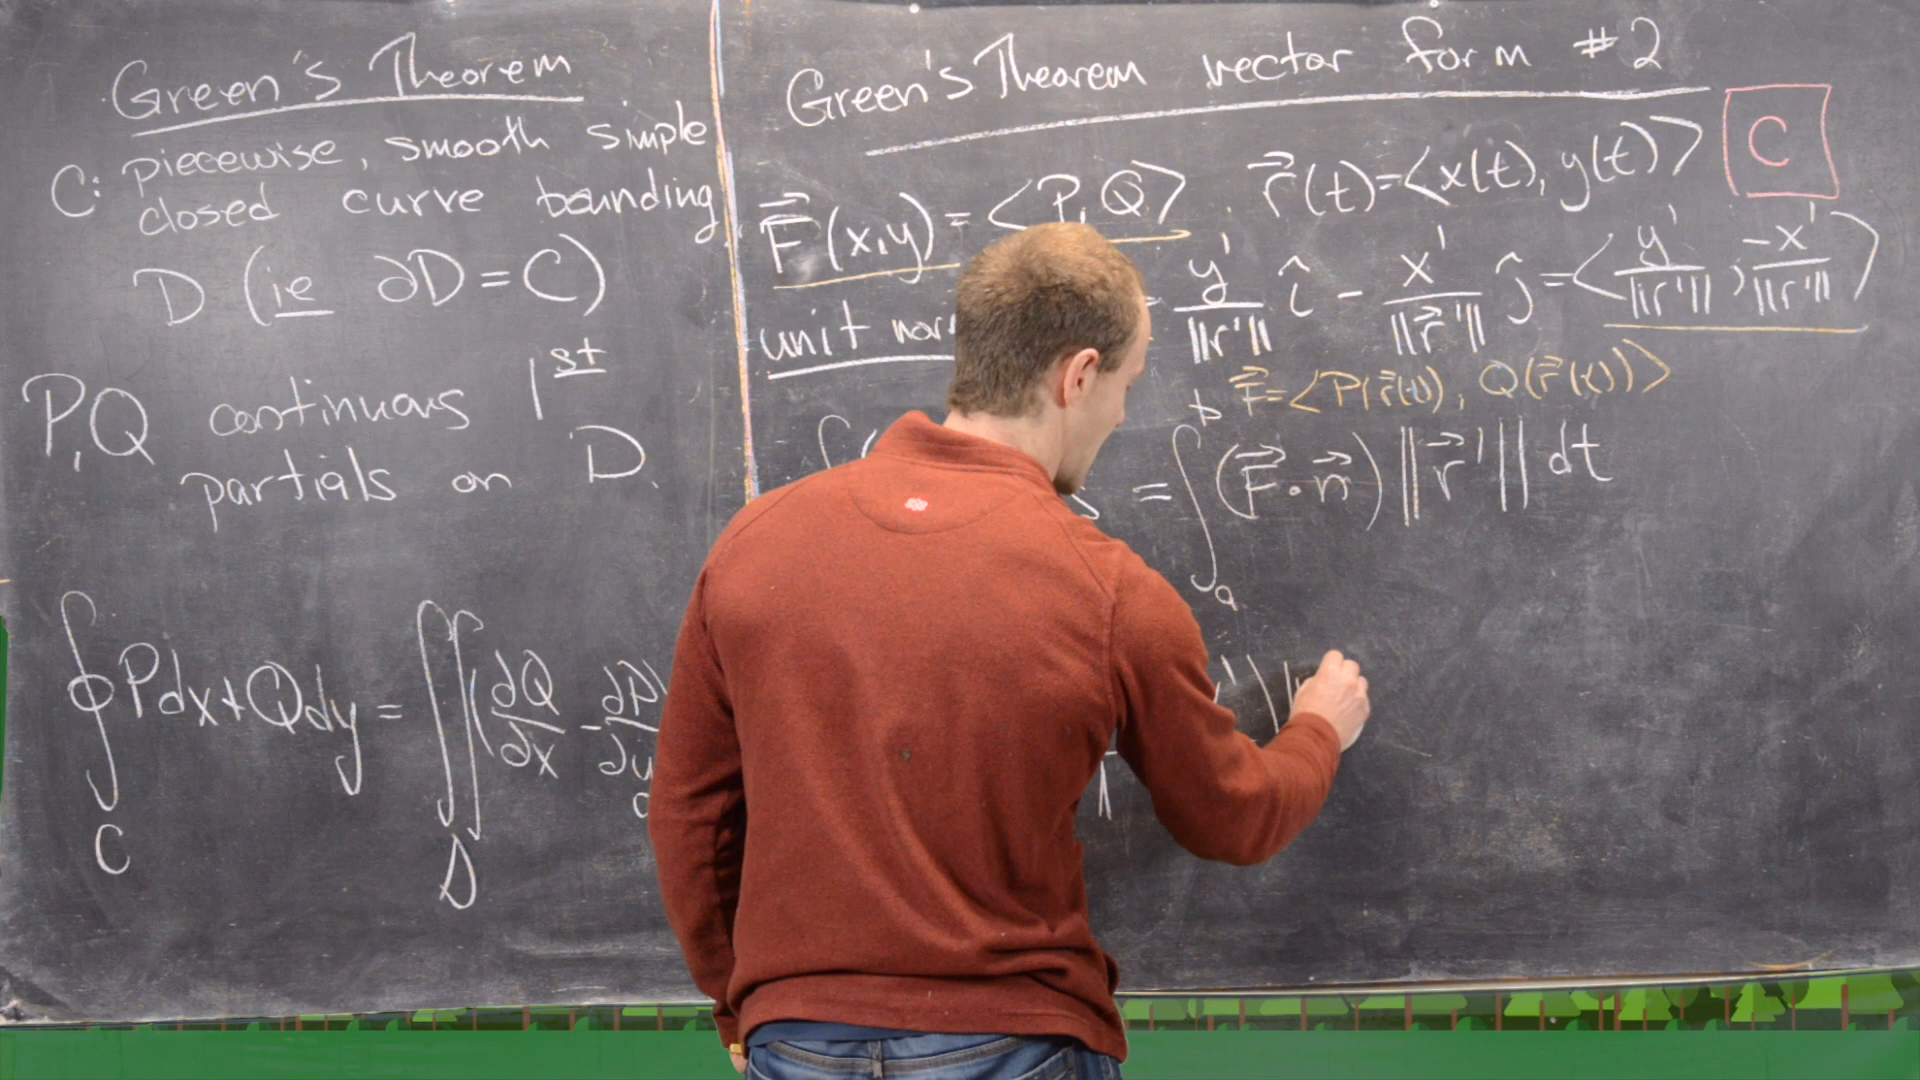 Green's Theorem
C: piecewise, smooth simple
closed curve bounding
D (ie ∂D = C)
P,Q continuous 1st
partials on D.
∮ Pdx+Qdy = ∬ (∂Q/∂x - ∂P/∂y
C D
Green's Theorem vector form #2
F⃗(x,y) = <P,Q>, r⃗(t)=<x(t), y(t)> C
unit = y'/||r'|| î - x'/||r⃗'|| ĵ = <y'/||r'||, -x'/||r'||>
F⃗=<P(r⃗(t)), Q(r⃗(t))>
= ∫_a^b (F⃗·n⃗) ||r⃗'|| dt